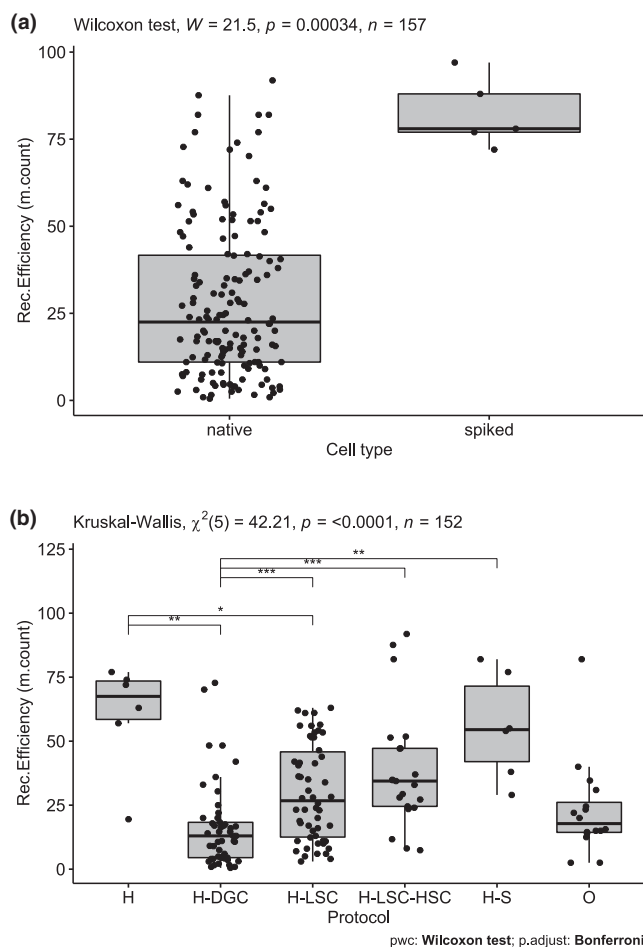 (a)
Wilcoxon test, W = 21.5, p = 0.00034, n = 157
Rec.Efficiency (m.count)
100
75
50
25
0
native spiked
Cell type
(b)
Kruskal-Wallis, χ²(5) = 42.21, p = <0.0001, n = 152
Rec.Efficiency (m.count)
125
100
75
50
25
0
**
***
***
*
**
H H-DGC H-LSC H-LSC-HSC H-S O
Protocol
pwc: Wilcoxon test; p.adjust: Bonferroni